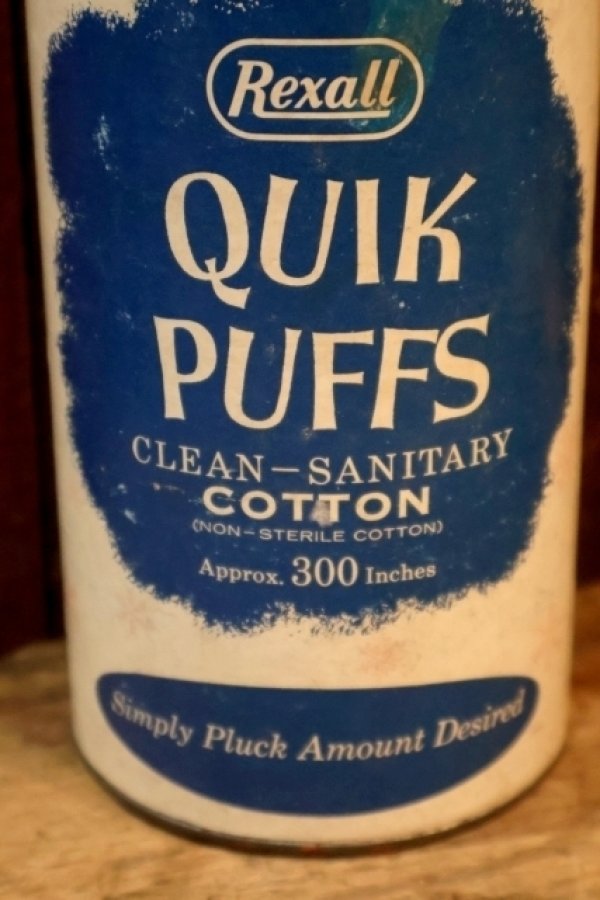 Rexall
QUIK
PUFFS
CLEAN-SANITARY
COTTON
(NON-STERILE COTTON)
Approx. 300 Inches
Simply Pluck Amount Desired